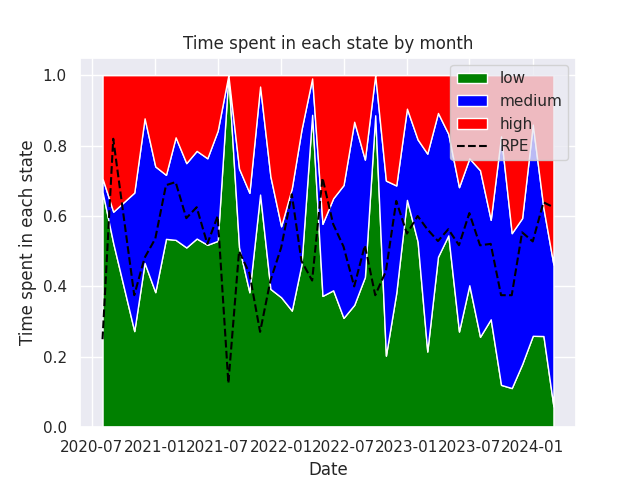 Time spent in each state by month
low
medium
high
RPE
Time spent in each state
1.0
0.8
0.6
0.4
0.2
0.0
2020-07 2021-01 2021-07 2022-01 2022-07 2023-01 2023-07 2024-01
Date